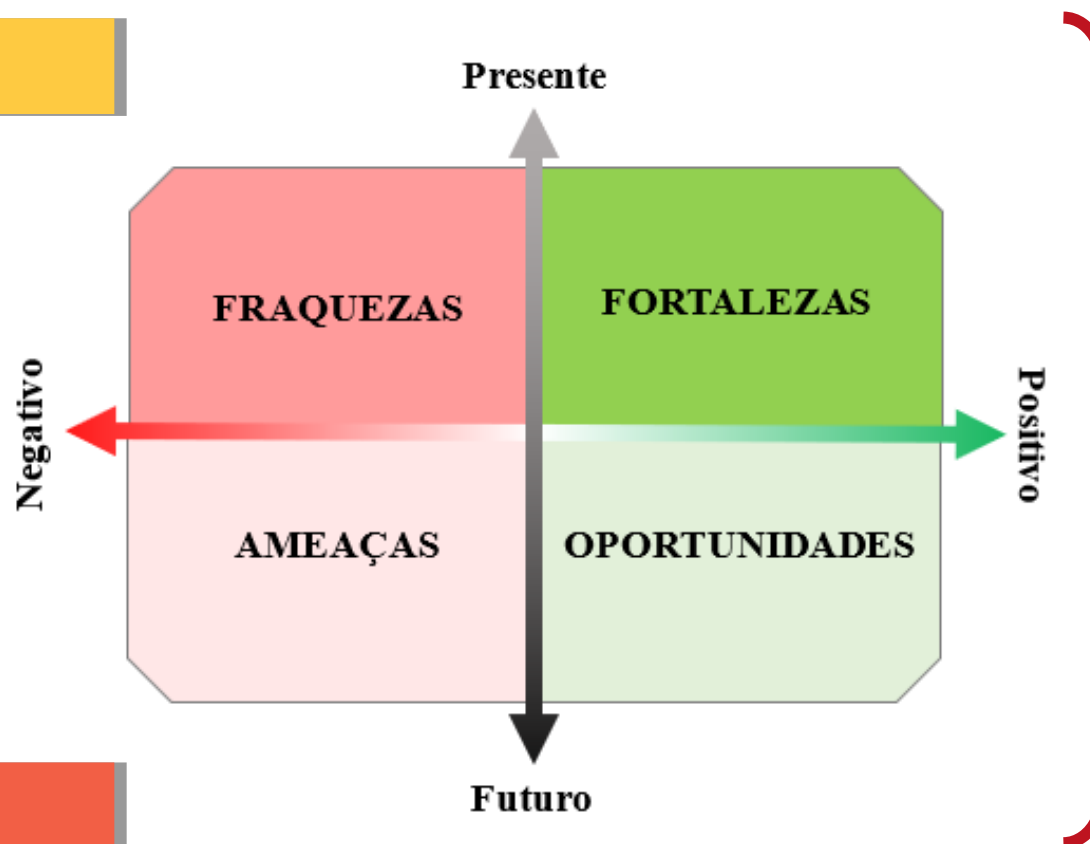 Presente
FRAQUEZAS
FORTALEZAS
Negativo
Positivo
AMEAÇAS
OPORTUNIDADES
Futuro